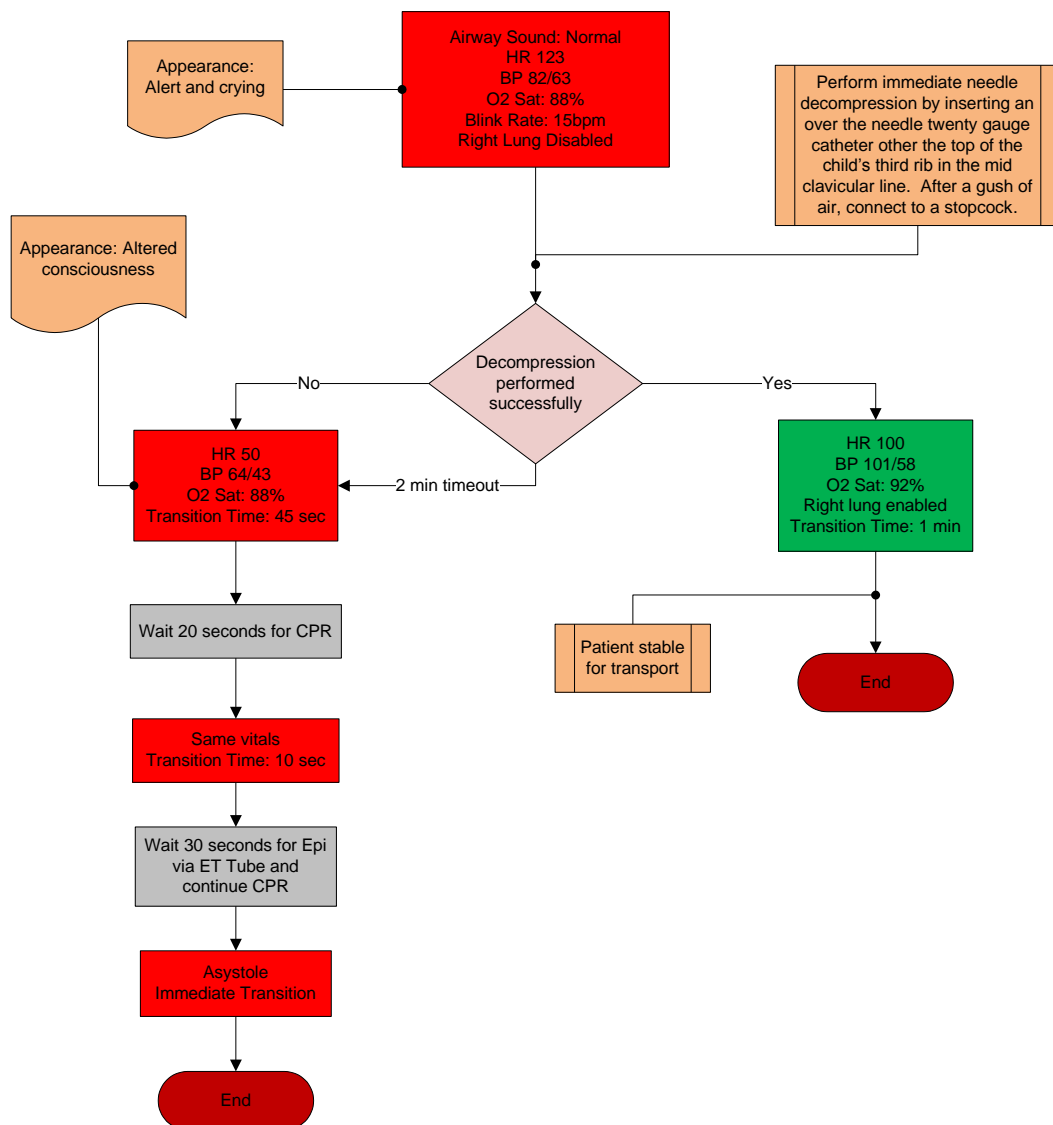 Appearance:
Alert and crying
Airway Sound: Normal
HR 123
BP 82/63
O2 Sat: 88%
Blink Rate: 15bpm
Right Lung Disabled
Perform immediate needle
decompression by inserting an
over the needle twenty gauge
catheter other the top of the
child's third rib in the mid
clavicular line.  After a gush of
air, connect to a stopcock.
Appearance: Altered
consciousness
Decompression
performed
successfully
No
Yes
2 min timeout
HR 50
BP 64/43
O2 Sat: 88%
Transition Time: 45 sec
HR 100
BP 101/58
O2 Sat: 92%
Right lung enabled
Transition Time: 1 min
Wait 20 seconds for CPR
Patient stable
for transport
End
Same vitals
Transition Time: 10 sec
Wait 30 seconds for Epi
via ET Tube and
continue CPR
Asystole
Immediate Transition
End